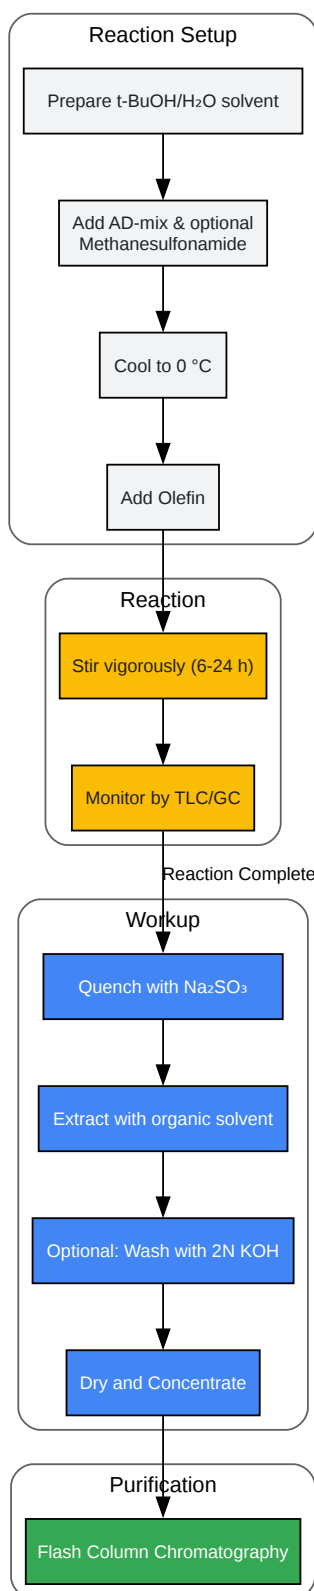 Reaction Setup
Prepare t-BuOH/H₂O solvent
Add AD-mix & optional
Methanesulfonamide
Cool to 0 °C
Add Olefin
Reaction
Stir vigorously (6-24 h)
Monitor by TLC/GC
Reaction Complete
Workup
Quench with Na₂SO₃
Extract with organic solvent
Optional: Wash with 2N KOH
Dry and Concentrate
Purification
Flash Column Chromatography